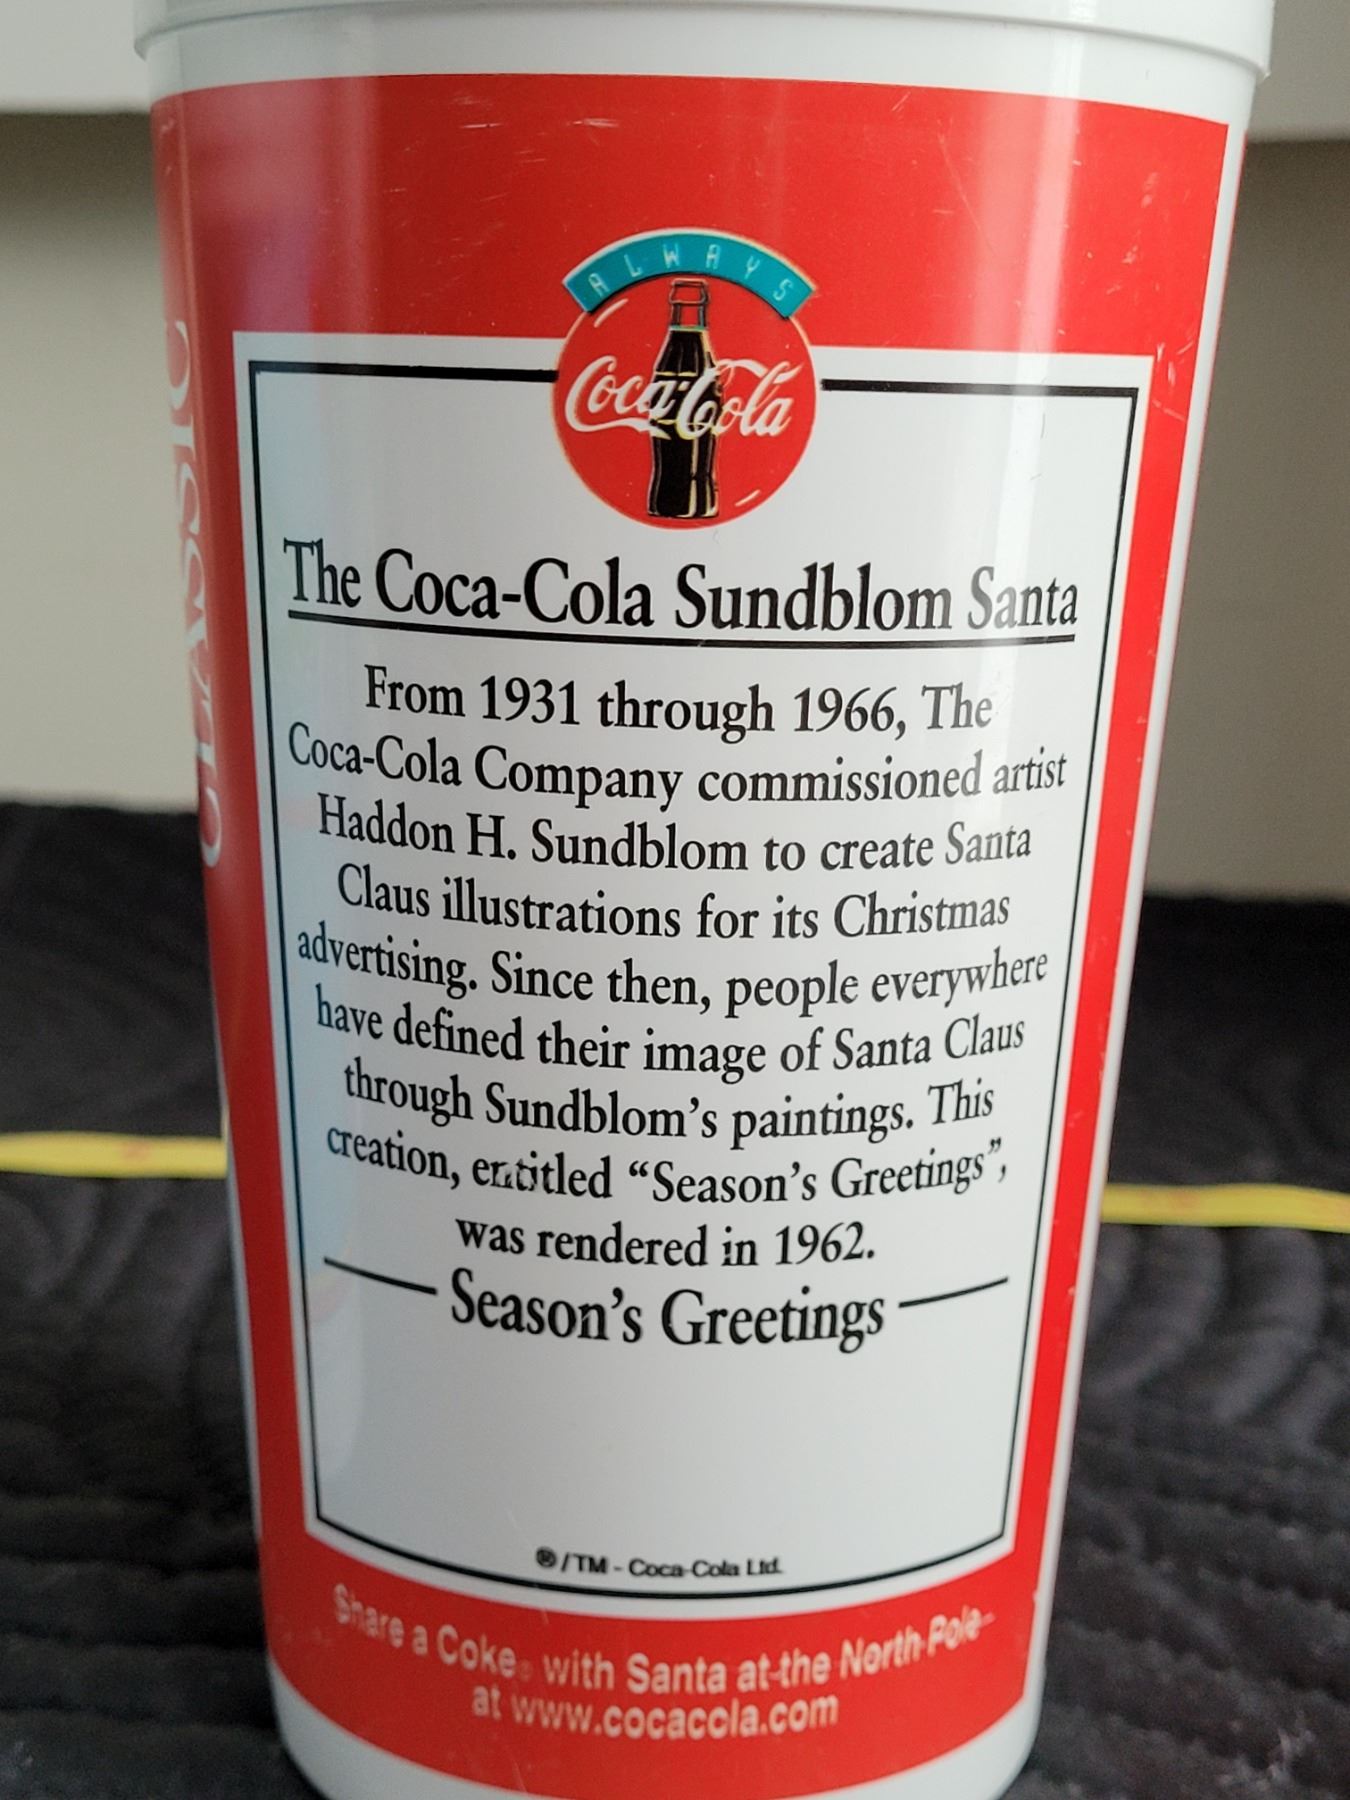 ALWAYS
Coca-Cola
CLASSIC
The Coca-Cola Sundblom Santa
From 1931 through 1966, The
Coca-Cola Company commissioned artist
Haddon H. Sundblom to create Santa
Claus illustrations for its Christmas
advertising. Since then, people everywhere
have defined their image of Santa Claus
through Sundblom's paintings. This
creation, entitled “Season's Greetings”,
was rendered in 1962.
Season's Greetings
®/TM - Coca-Cola Ltd.
Share a Coke® with Santa at the North Pole
at www.cocacola.com